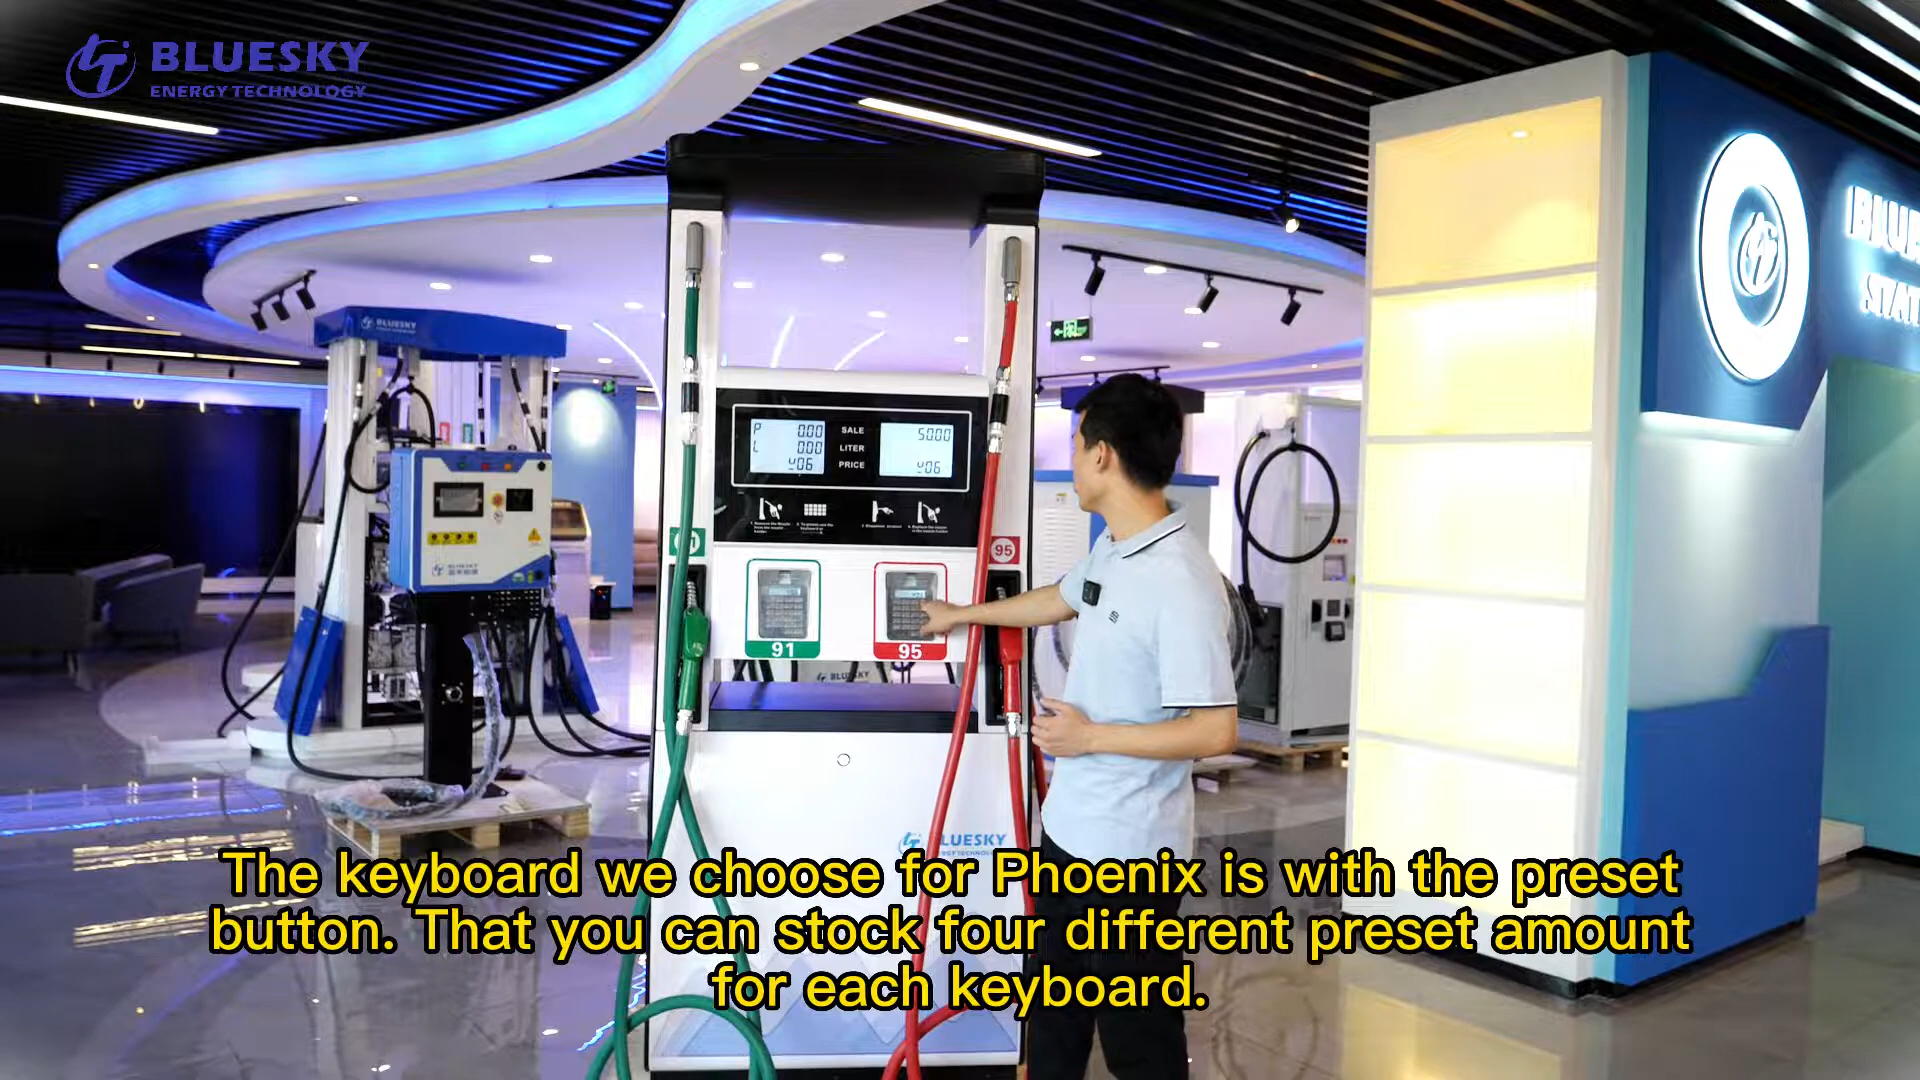 BLUESKY
ENERGY TECHNOLOGY
BLUESKY
P 0.00 SALE 50.00
L 0.00 LITER
06 PRICE 06
95
91
95
BLUESKY
BLUESKY
The keyboard we choose for Phoenix is with the preset
button. That you can stock four different preset amount
for each keyboard.